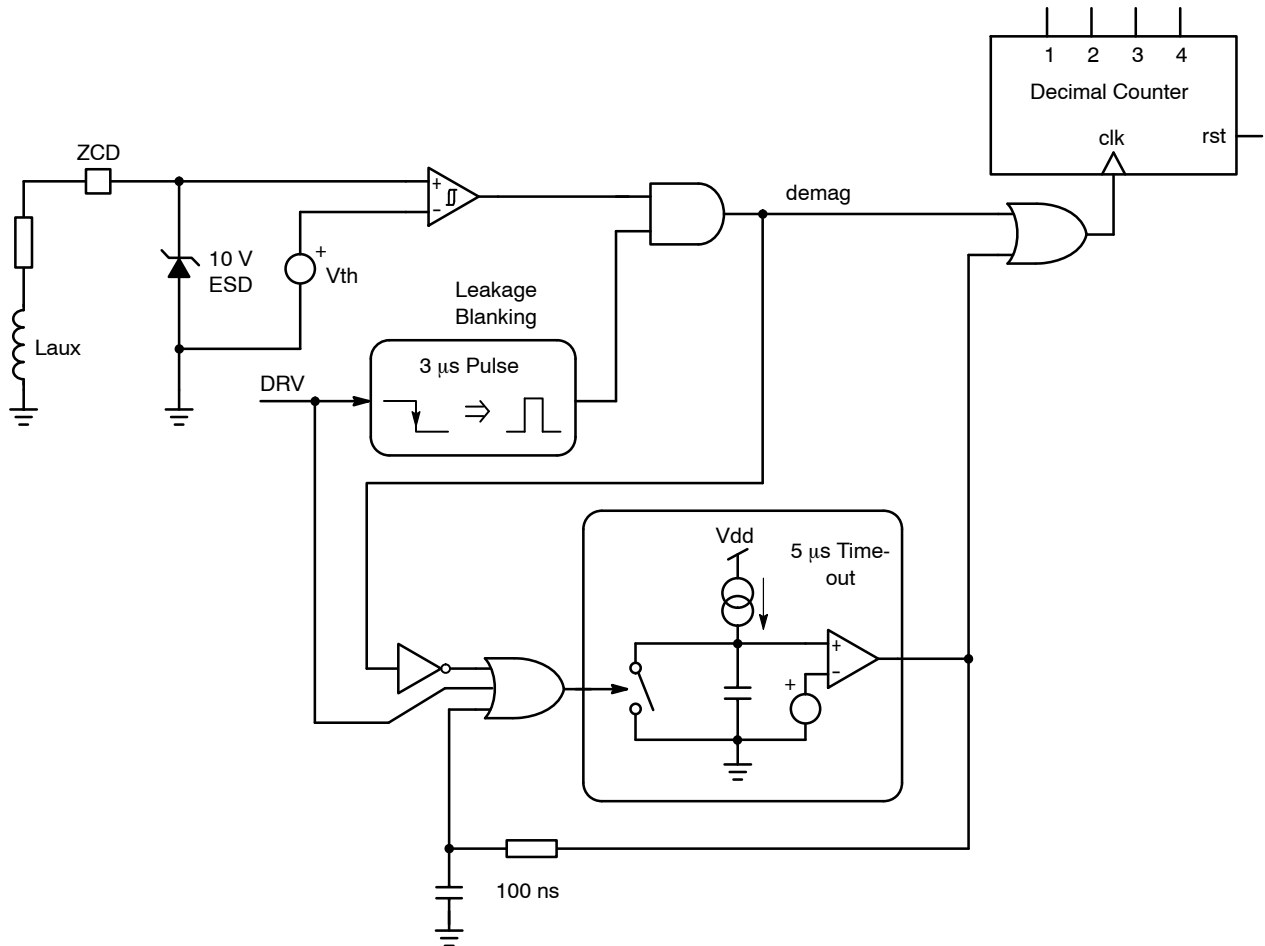 1 2 3 4
Decimal Counter
clk
rst
ZCD
+
−
demag
10 V
ESD
+
Vth
Laux
Leakage
Blanking
3 μs Pulse
DRV
Vdd
5 μs Time-
out
+
−
+
100 ns